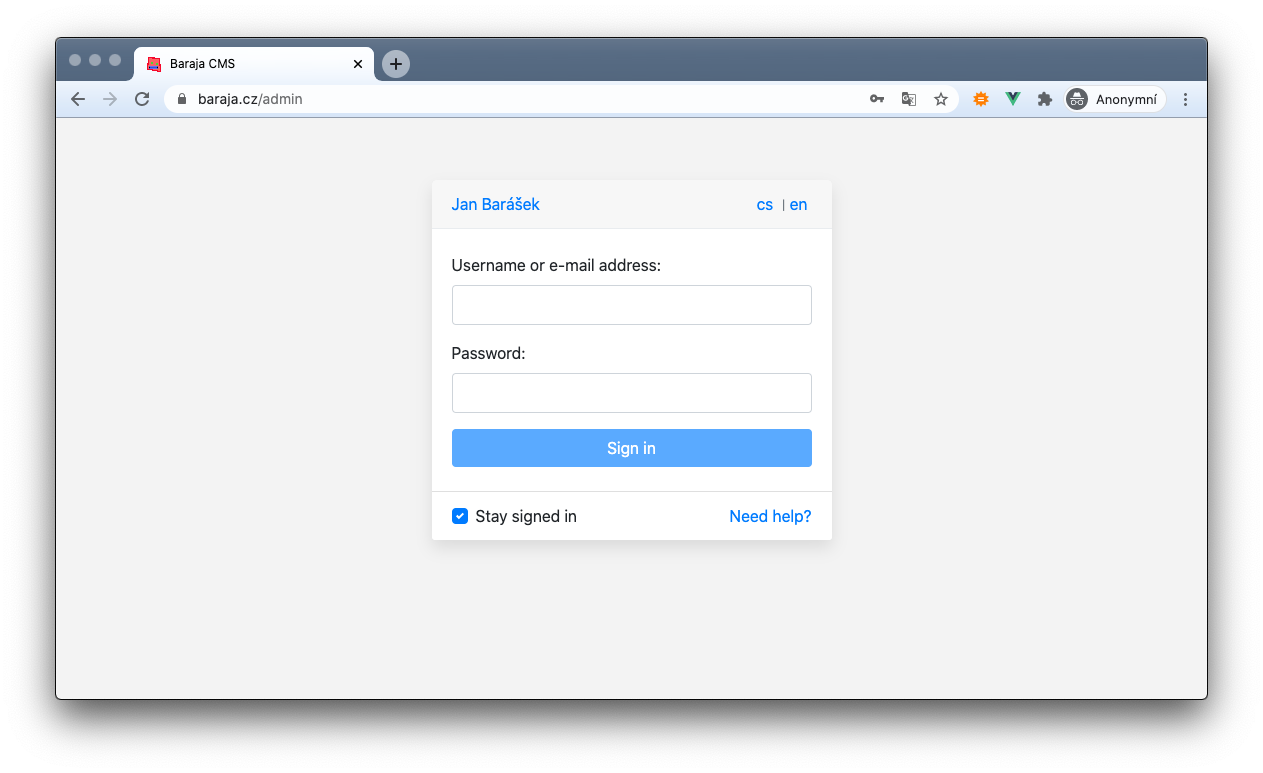 Baraja CMS
baraja.cz/admin
Anonymní
Jan Barášek
cs | en
Username or e-mail address:
Password:
Sign in
Stay signed in
Need help?